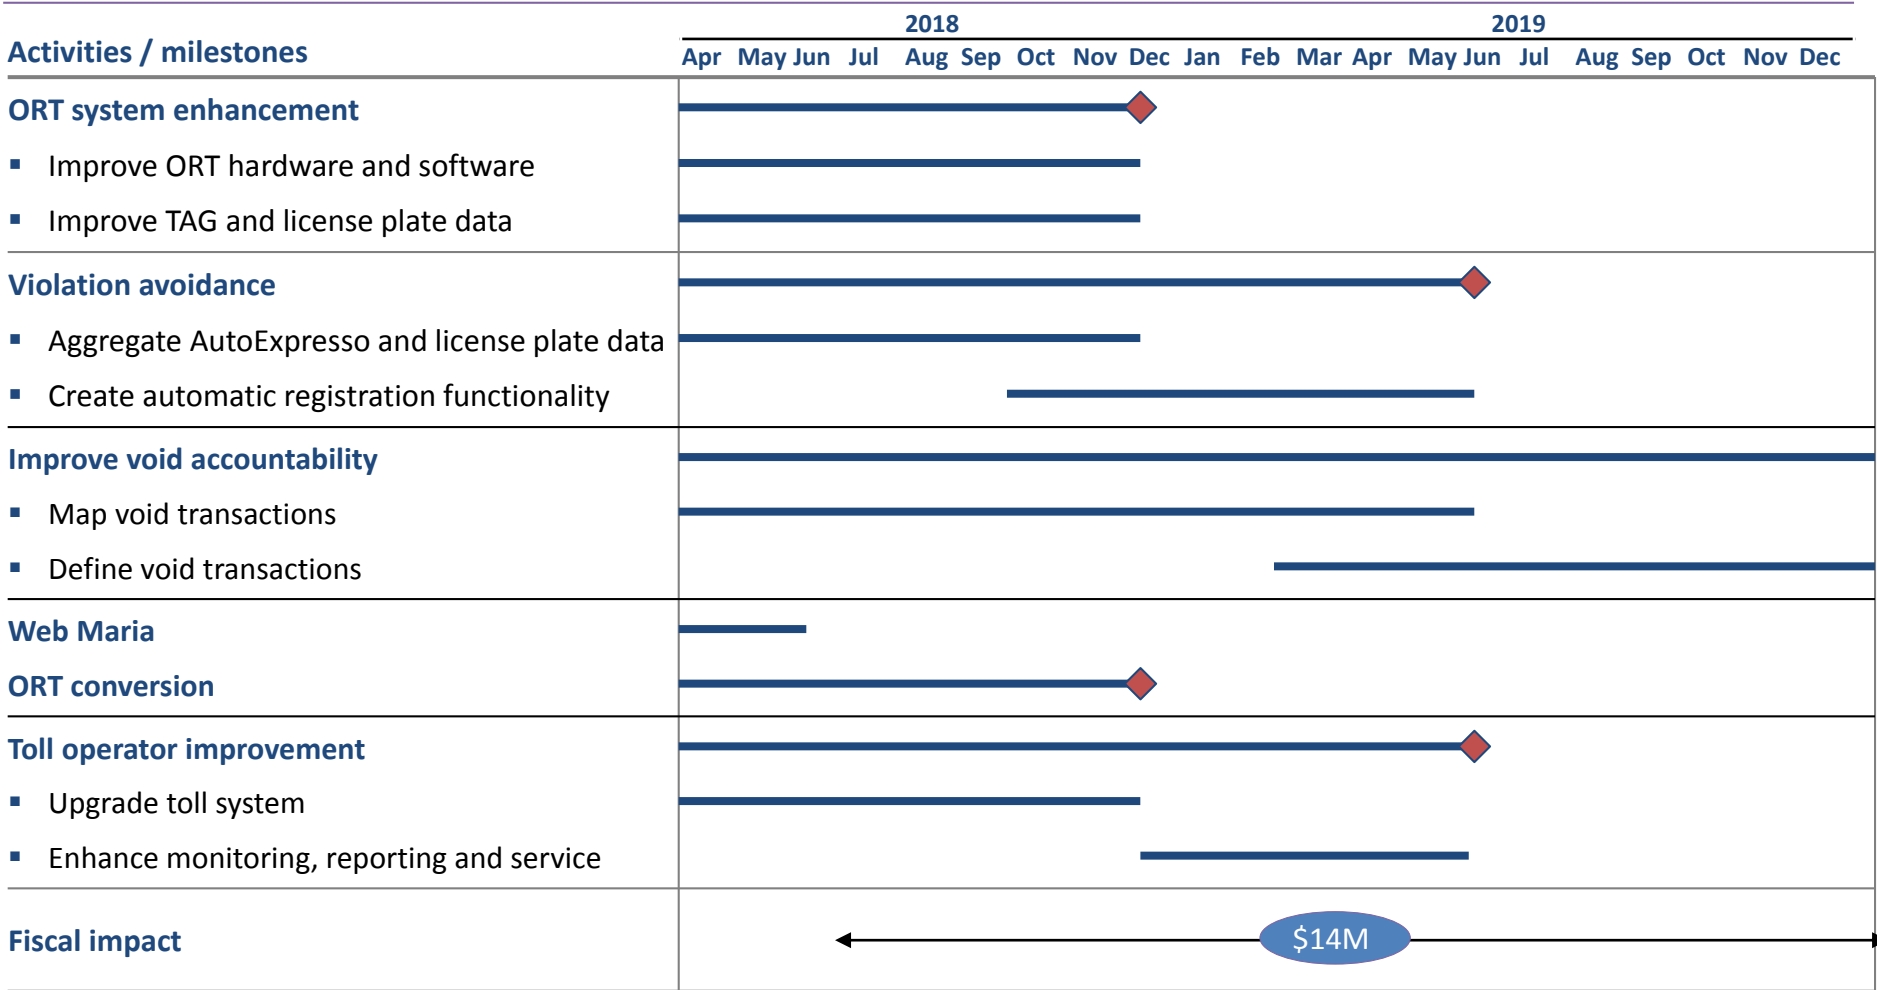 2018 2019
Activities / milestones Apr May Jun Jul Aug Sep Oct Nov Dec Jan Feb Mar Apr May Jun Jul Aug Sep Oct Nov Dec
ORT system enhancement
▪ Improve ORT hardware and software
▪ Improve TAG and license plate data
Violation avoidance
▪ Aggregate AutoExpresso and license plate data
▪ Create automatic registration functionality
Improve void accountability
▪ Map void transactions
▪ Define void transactions
Web Maria
ORT conversion
Toll operator improvement
▪ Upgrade toll system
▪ Enhance monitoring, reporting and service
Fiscal impact $14M